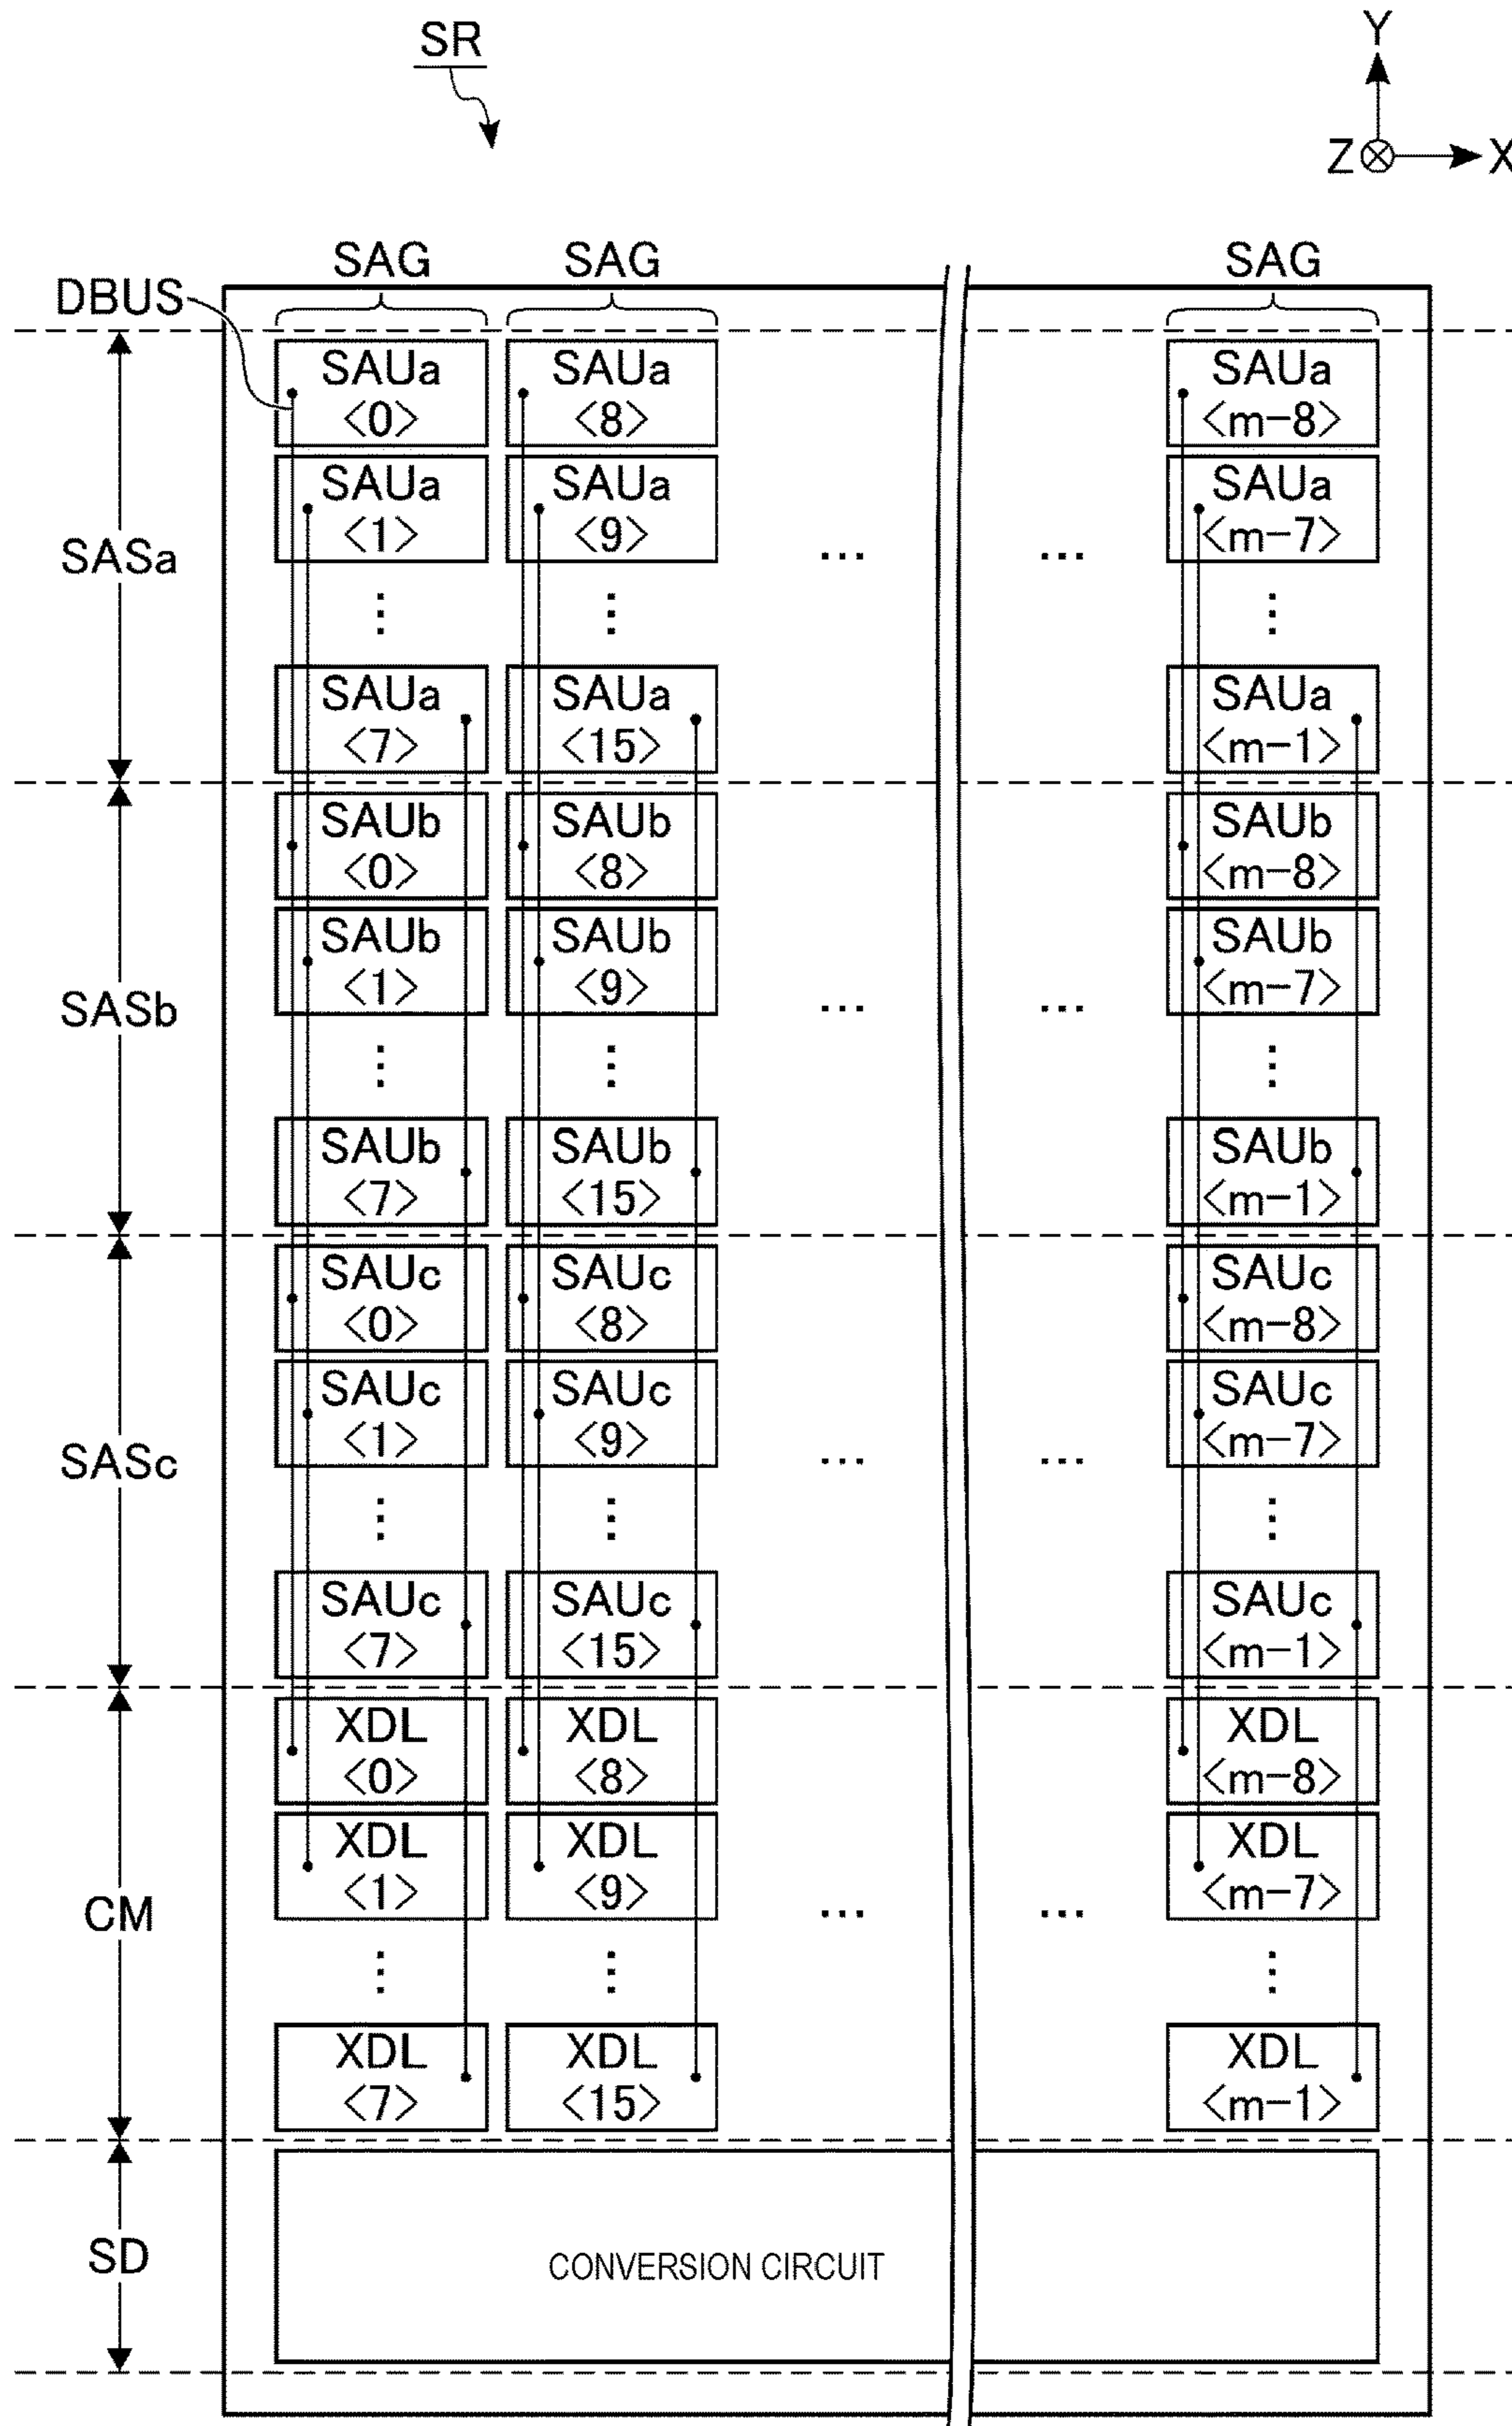 SR
Y
Z X
SAG SAG SAG
DBUS
SAUa SAUa SAUa
<0> <8> <m-8>
SAUa SAUa SAUa
<1> <9> <m-7>
SASa ... ...
⋮ ⋮ ⋮
SAUa SAUa SAUa
<7> <15> <m-1>
SAUb SAUb SAUb
<0> <8> <m-8>
SAUb SAUb SAUb
<1> <9> <m-7>
SASb ... ...
⋮ ⋮ ⋮
SAUb SAUb SAUb
<7> <15> <m-1>
SAUc SAUc SAUc
<0> <8> <m-8>
SAUc SAUc SAUc
<1> <9> <m-7>
SASc ... ...
⋮ ⋮ ⋮
SAUc SAUc SAUc
<7> <15> <m-1>
XDL XDL XDL
<0> <8> <m-8>
XDL XDL XDL
<1> <9> <m-7>
CM ... ...
⋮ ⋮ ⋮
XDL XDL XDL
<7> <15> <m-1>
SD
CONVERSION CIRCUIT